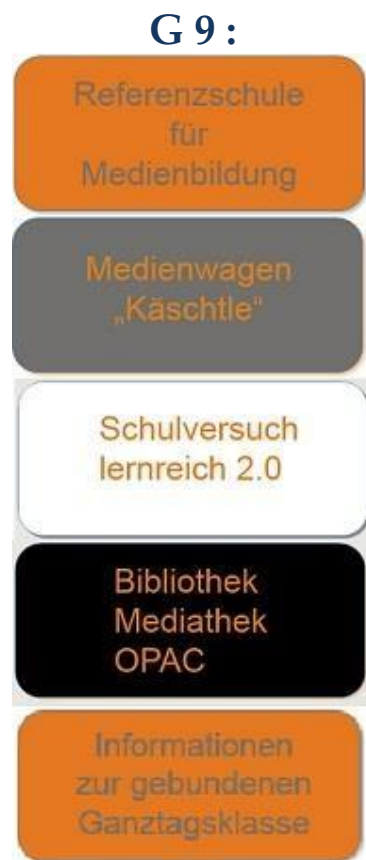 G 9 :
Referenzschule
für
Medienbildung
Medienwagen
„Käschtle“
Schulversuch
lernreich 2.0
Bibliothek
Mediathek
OPAC
Informationen
zur gebundenen
Ganztagsklasse